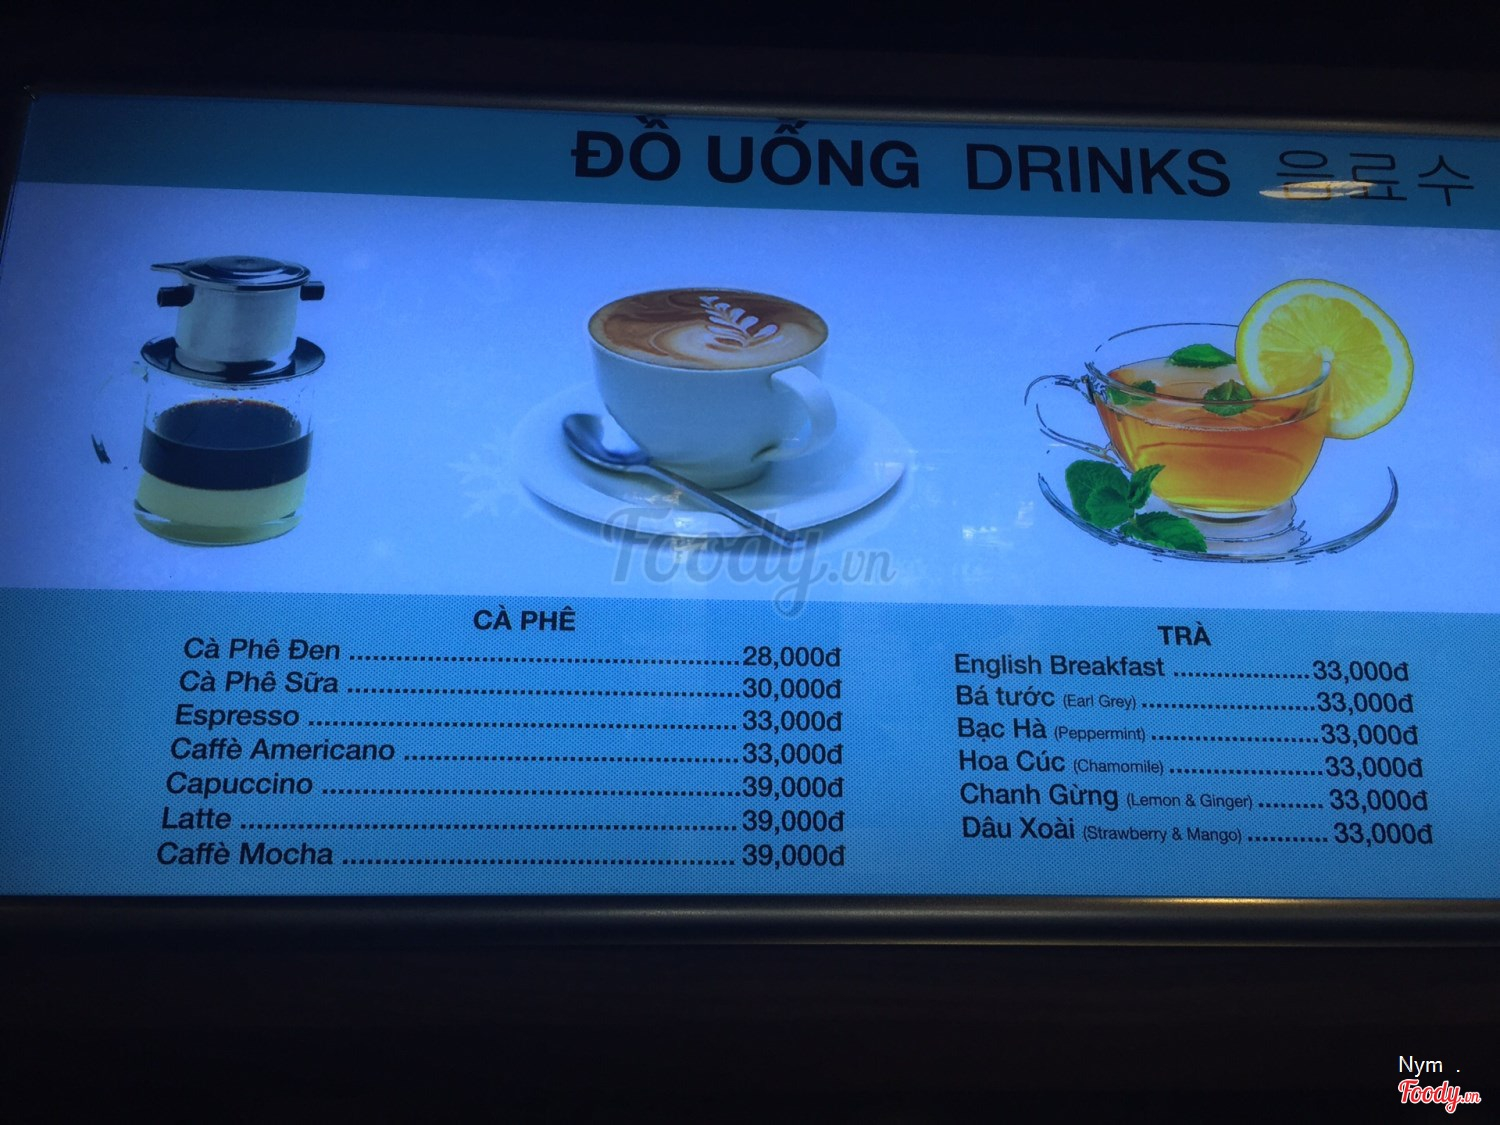 ĐỒ UỐNG DRINKS 음료수
Foody.vn
CÀ PHÊ
Cà Phê Đen ........ 28,000đ
Cà Phê Sữa ........ 30,000đ
Espresso ........ 33,000đ
Caffè Americano ........ 33,000đ
Capuccino ........ 39,000đ
Latte ........ 39,000đ
Caffè Mocha ........ 39,000đ
TRÀ
English Breakfast ........ 33,000đ
Bá tước (Earl Grey) ........ 33,000đ
Bạc Hà (Peppermint) ........ 33,000đ
Hoa Cúc (Chamomile) ........ 33,000đ
Chanh Gừng (Lemon & Ginger) ........ 33,000đ
Dâu Xoài (Strawberry & Mango) ........ 33,000đ
Nym .
Foody.vn